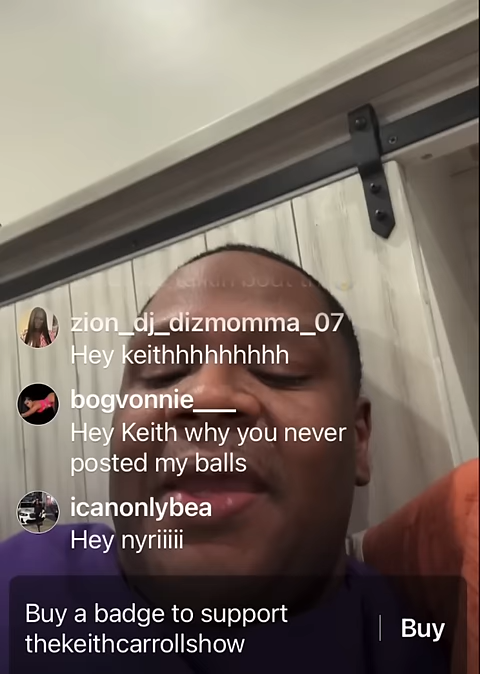 zion_dj_dizmomma_07
Hey keithhhhhhhhh
bogvonnie___
Hey Keith why you never
posted my balls
icanonlybea
Hey nyriiiii
Buy a badge to support
thekeithcarrollshow
Buy